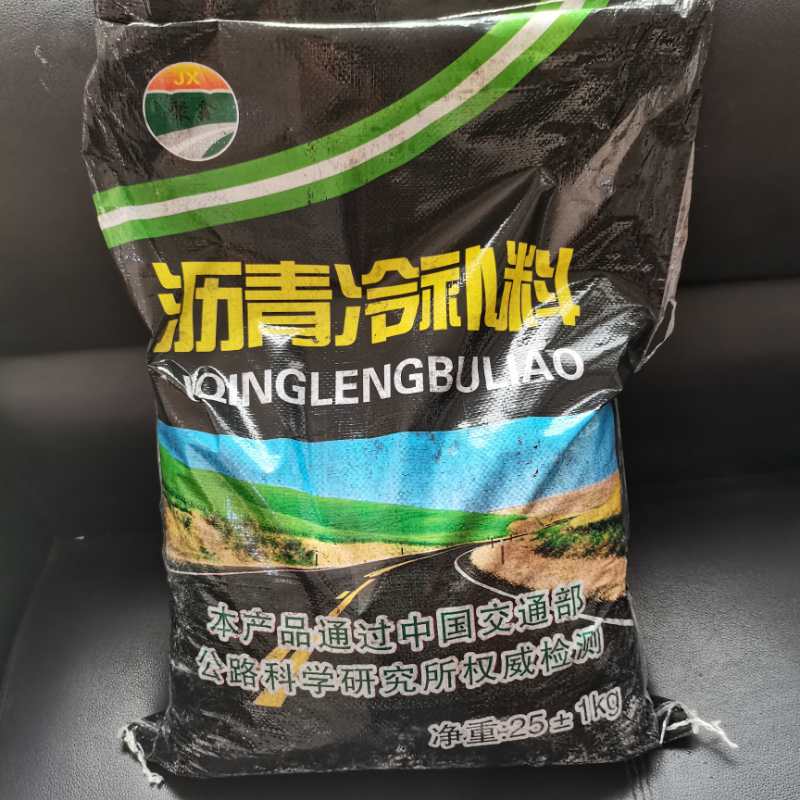 JX
沥青冷补料
IQINGLENGBULIAO
本产品通过中国交通部
公路科学研究所权威检测
净重:25±1kg